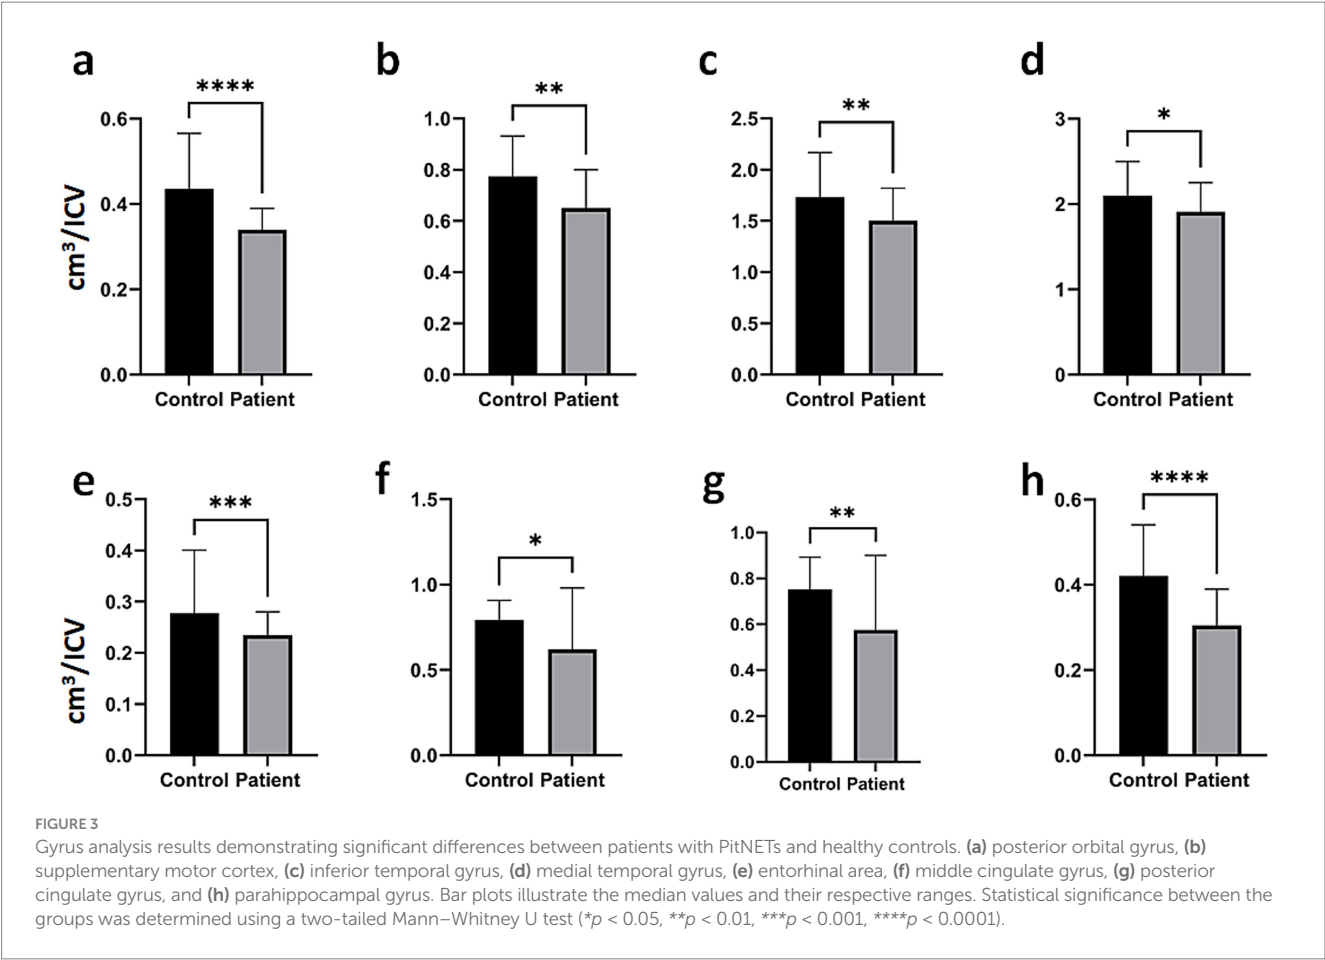 a
b
c
d
****
**
**
*
0.6
0.4
0.2
0.0
cm³/ICV
Control Patient
1.0
0.8
0.6
0.4
0.2
0.0
Control Patient
2.5
2.0
1.5
1.0
0.5
0.0
Control Patient
3
2
1
0
Control Patient
e
f
g
h
***
*
**
****
0.5
0.4
0.3
0.2
0.1
0.0
cm³/ICV
Control Patient
1.5
1.0
0.5
0.0
Control Patient
1.0
0.8
0.6
0.4
0.2
0.0
Control Patient
0.6
0.4
0.2
0.0
Control Patient
FIGURE 3
Gyrus analysis results demonstrating significant differences between patients with PitNETs and healthy controls. (a) posterior orbital gyrus, (b)
supplementary motor cortex, (c) inferior temporal gyrus, (d) medial temporal gyrus, (e) entorhinal area, (f) middle cingulate gyrus, (g) posterior
cingulate gyrus, and (h) parahippocampal gyrus. Bar plots illustrate the median values and their respective ranges. Statistical significance between the
groups was determined using a two-tailed Mann–Whitney U test (*p < 0.05, **p < 0.01, ***p < 0.001, ****p < 0.0001).